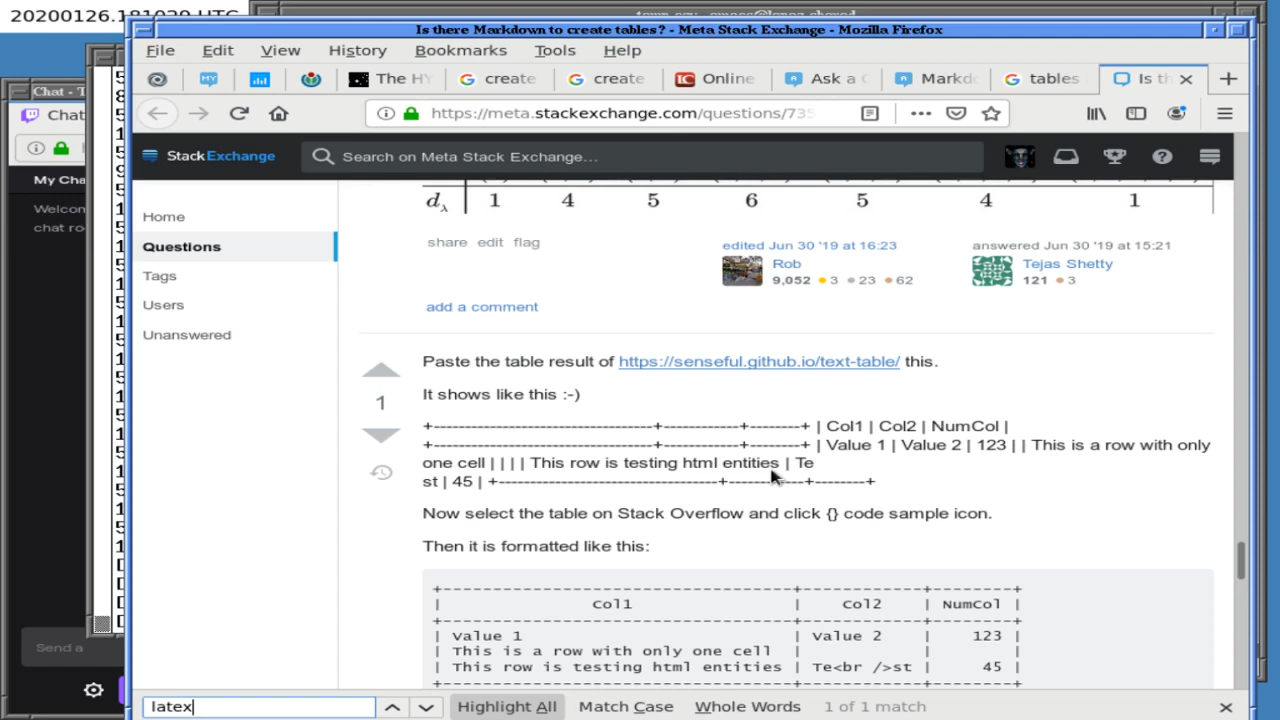 20200126.181029 UTC
Is there Markdown to create tables? - Meta Stack Exchange - Mozilla Firefox
File Edit View History Bookmarks Tools Help
The HY create create Online Ask a Markdo tables Is th
Chat - T
Chat
https://meta.stackexchange.com/questions/735
StackExchange Search on Meta Stack Exchange...
My Cha
Welcon
chat ro
Home
Questions
Tags
Users
Unanswered
dλ 1 4 5 6 5 4 1
share edit flag
edited Jun 30 '19 at 16:23
Rob
9,052 3 23 62
answered Jun 30 '19 at 15:21
Tejas Shetty
121 3
add a comment
1
Paste the table result of https://senseful.github.io/text-table/ this.
It shows like this :-)
+----------------------------------+------------+--------+ | Col1 | Col2 | NumCol |
+----------------------------------+------------+--------+ | Value 1 | Value 2 | 123 | | This is a row with only
one cell | | | | This row is testing html entities | Te
st | 45 | +----------------------------------+------------+--------+
Now select the table on Stack Overflow and click {} code sample icon.
Then it is formatted like this:
+-----------------------------------+------------+--------+
| Col1 | Col2 | NumCol |
+-----------------------------------+------------+--------+
| Value 1 | Value 2 | 123 |
| This is a row with only one cell | | |
| This row is testing html entities | Te<br />st | 45 |
+-----------------------------------+------------+--------+
Send a
latex Highlight All Match Case Whole Words 1 of 1 match